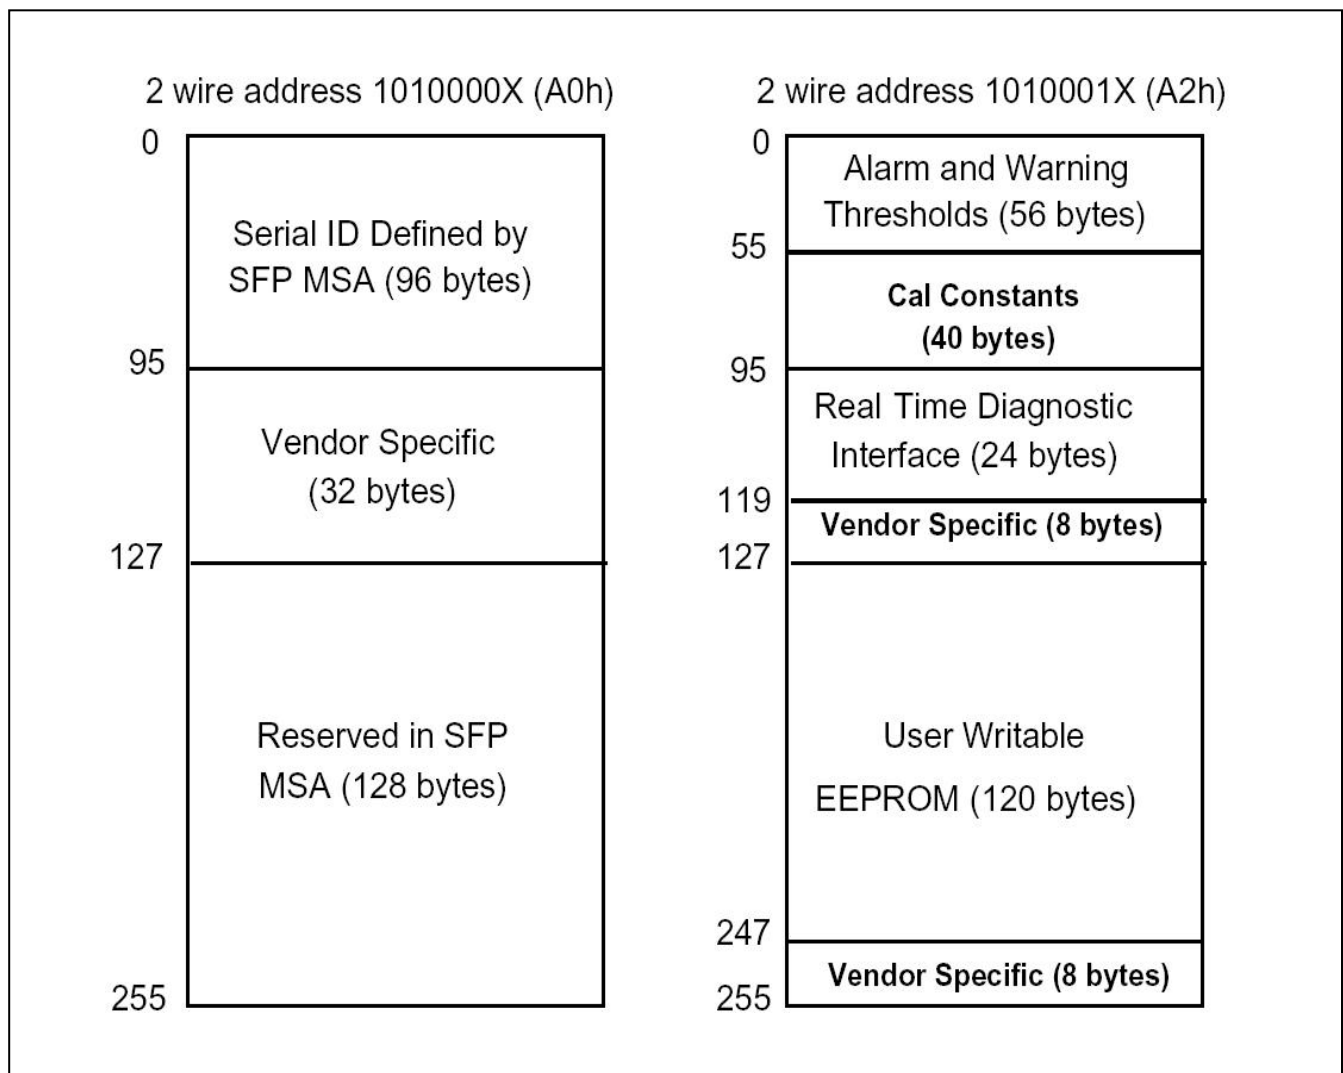 2 wire address 1010000X (A0h)
0
Serial ID Defined by
SFP MSA (96 bytes)
95
Vendor Specific
(32 bytes)
127
Reserved in SFP
MSA (128 bytes)
255
2 wire address 1010001X (A2h)
0
Alarm and Warning
Thresholds (56 bytes)
55
Cal Constants
(40 bytes)
95
Real Time Diagnostic
Interface (24 bytes)
119
Vendor Specific (8 bytes)
127
User Writable
EEPROM (120 bytes)
247
Vendor Specific (8 bytes)
255